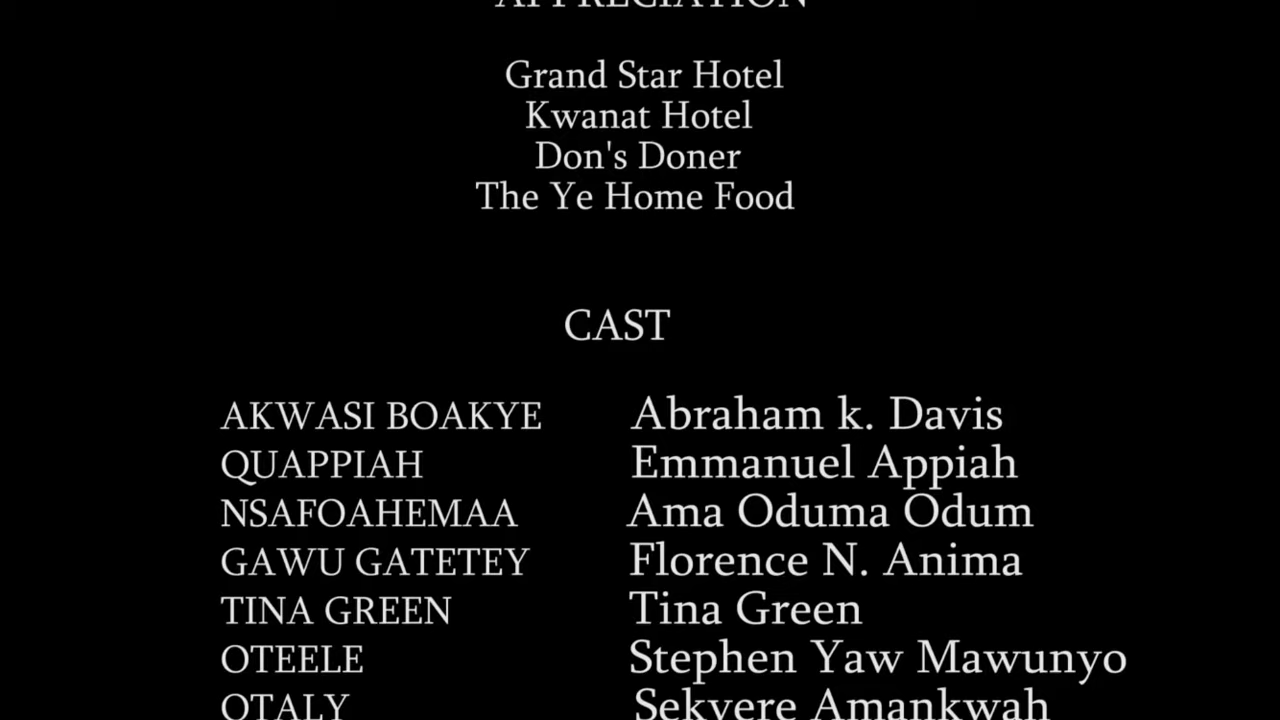 APPRECIATION
Grand Star Hotel
Kwanat Hotel
Don's Doner
The Ye Home Food
CAST
AKWASI BOAKYE Abraham k. Davis
QUAPPIAH Emmanuel Appiah
NSAFOAHEMAA Ama Oduma Odum
GAWU GATETEY Florence N. Anima
TINA GREEN Tina Green
OTEELE Stephen Yaw Mawunyo
OTALY Sekyere Amankwah